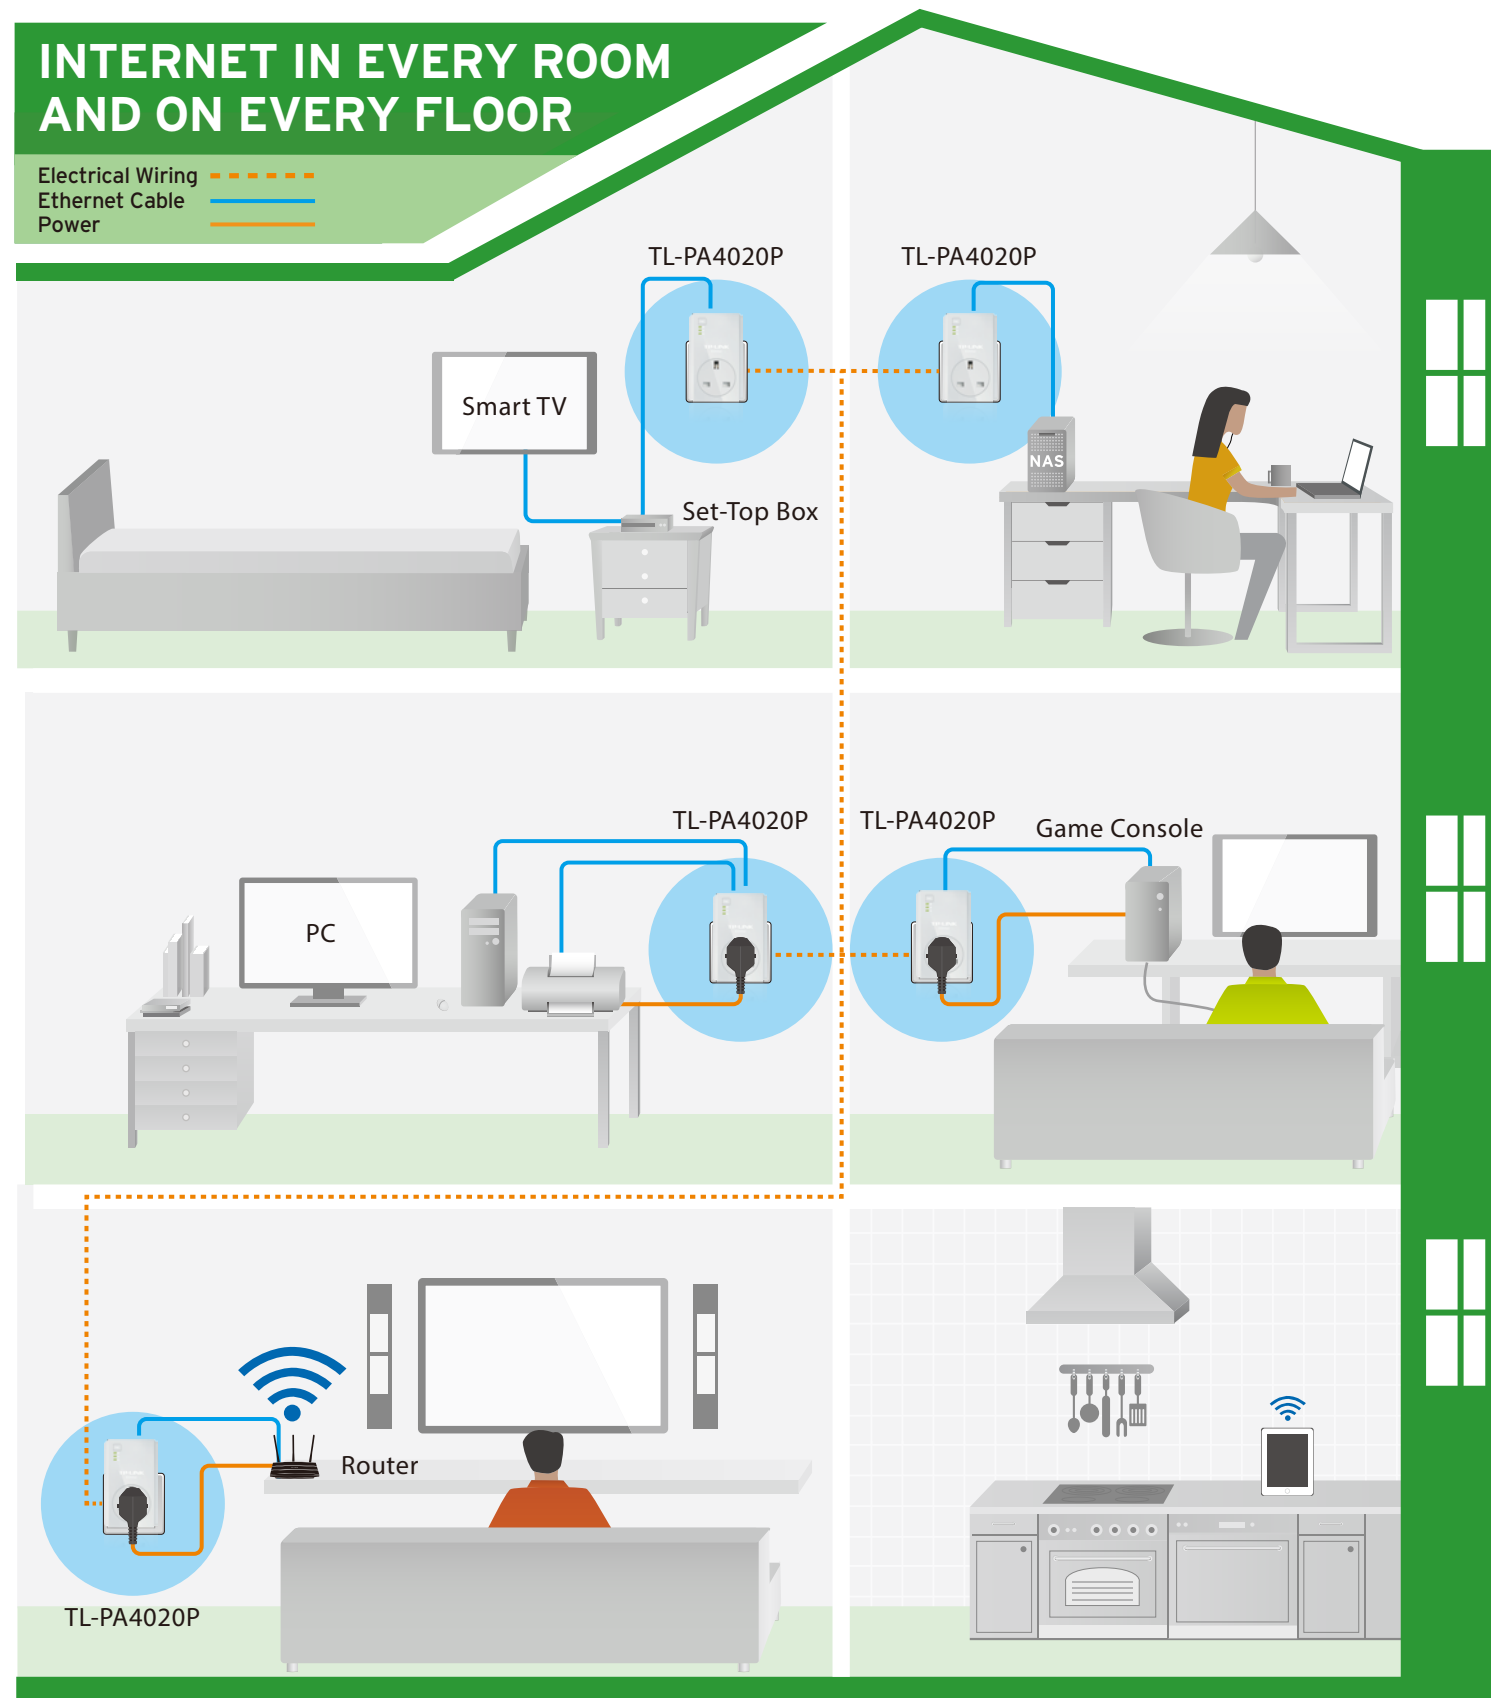 INTERNET IN EVERY ROOM
AND ON EVERY FLOOR
Electrical Wiring
Ethernet Cable
Power
TL-PA4020P
TL-PA4020P
Smart TV
NAS
Set-Top Box
TL-PA4020P
TL-PA4020P
Game Console
PC
Router
TL-PA4020P